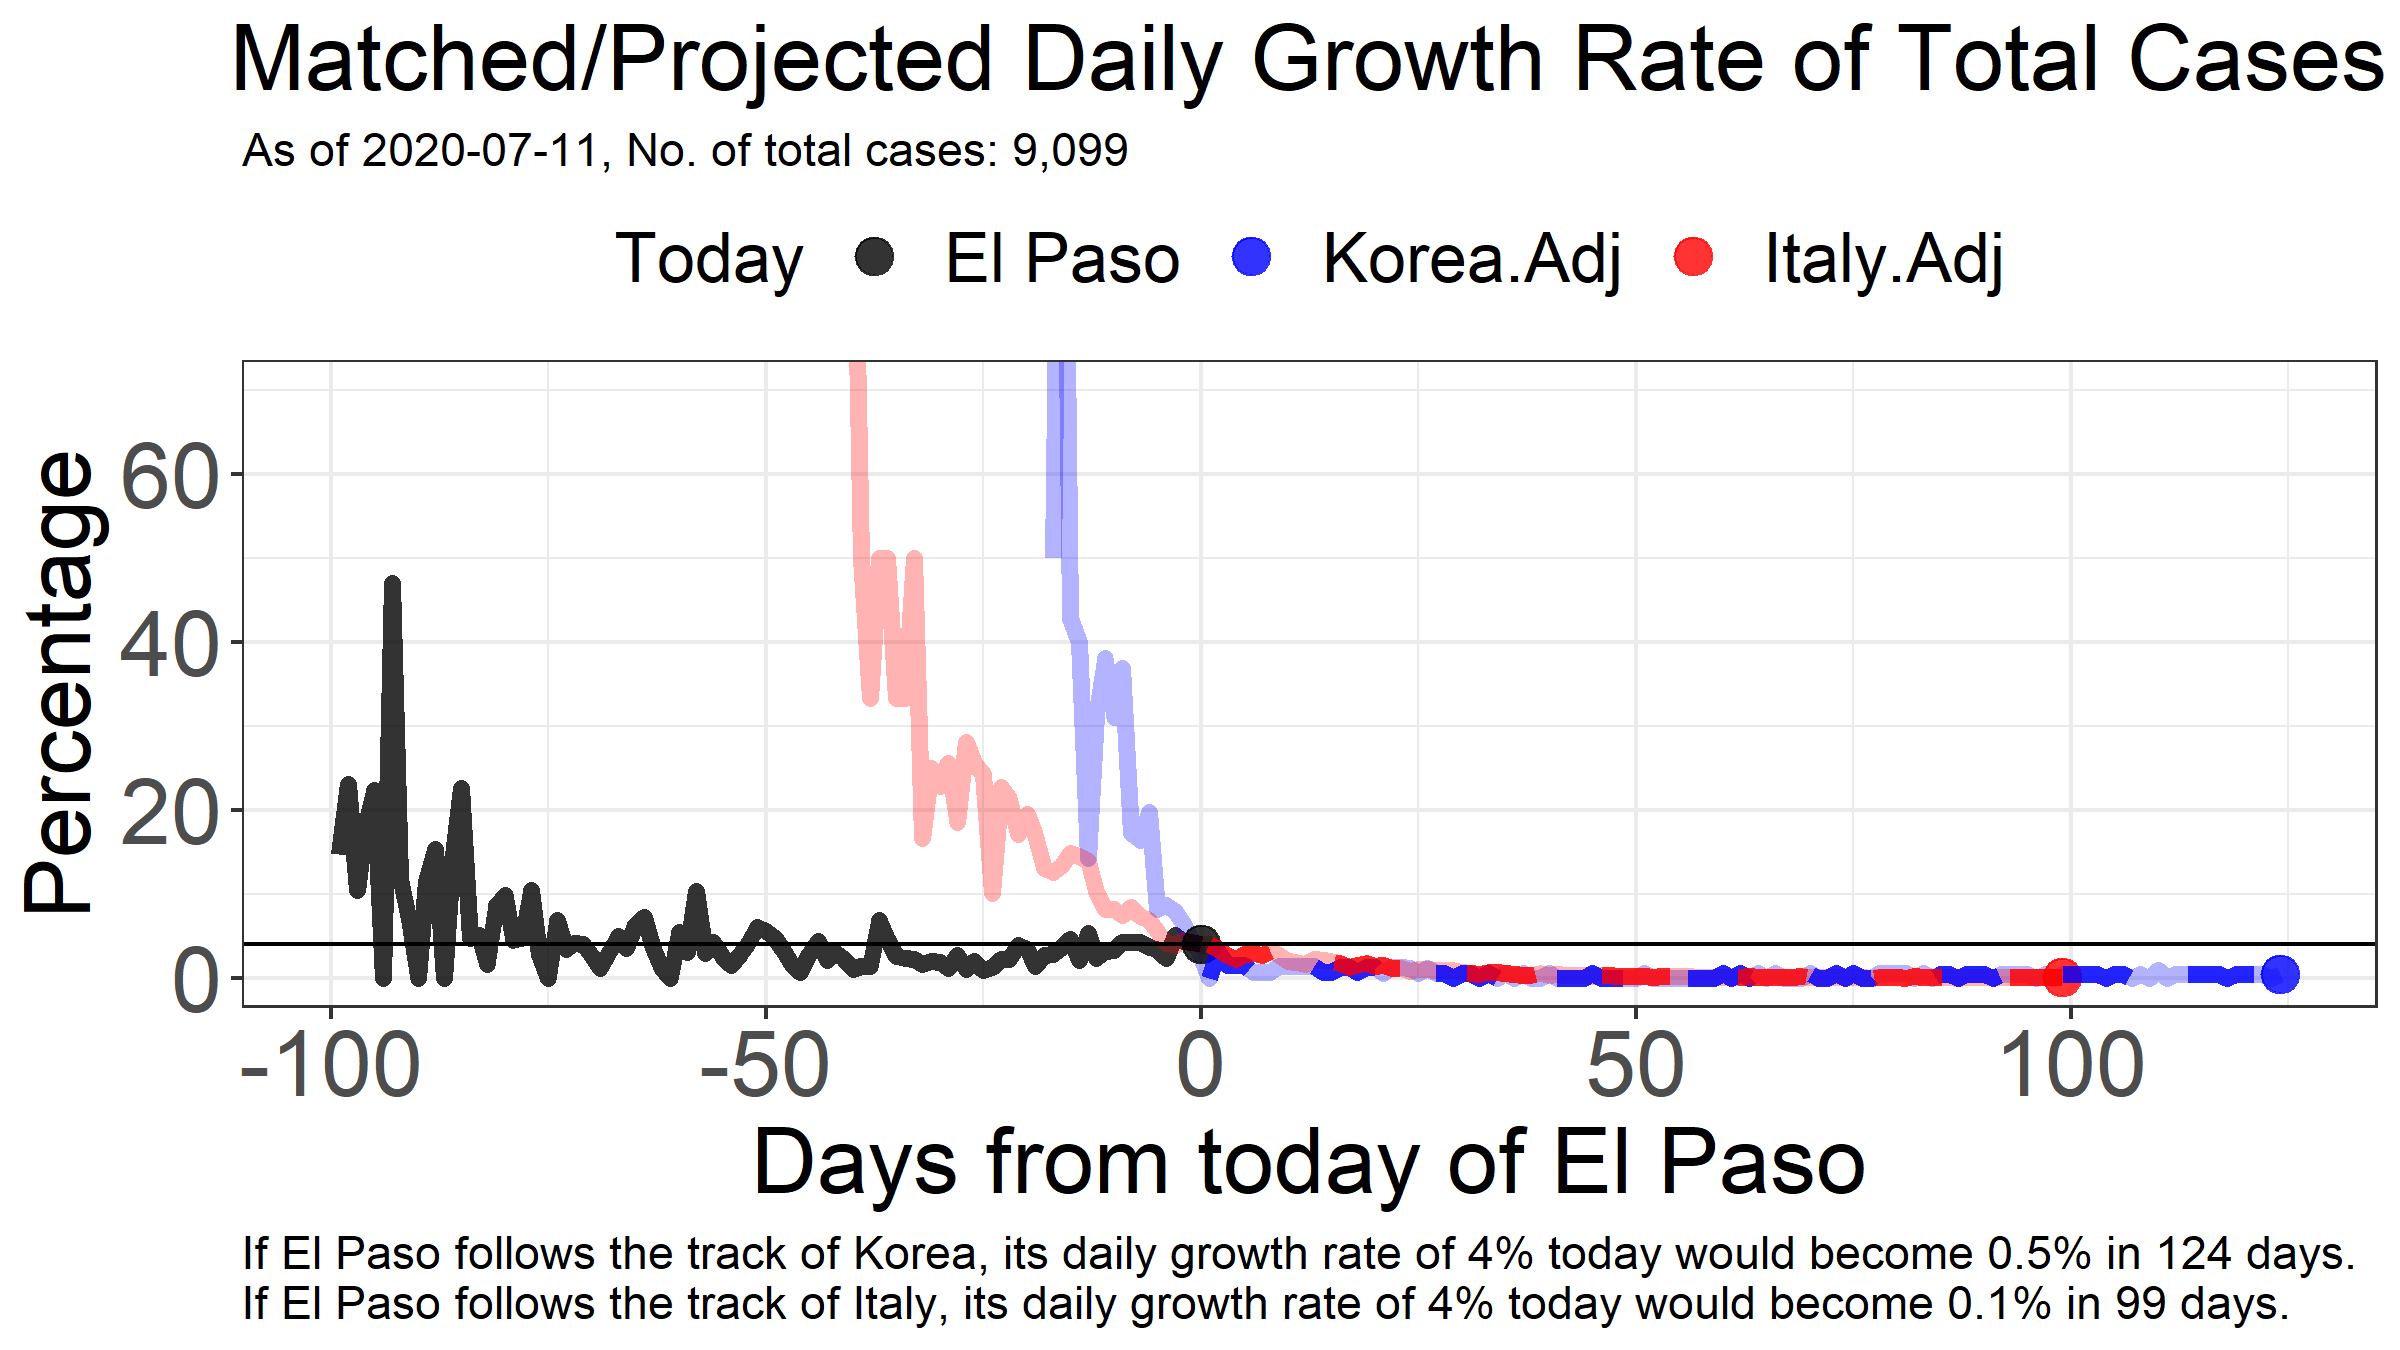 Matched/Projected Daily Growth Rate of Total Cases
As of 2020-07-11, No. of total cases: 9,099
Today El Paso Korea.Adj Italy.Adj
Percentage
60
40
20
0
-100 -50 0 50 100
Days from today of El Paso
If El Paso follows the track of Korea, its daily growth rate of 4% today would become 0.5% in 124 days.
If El Paso follows the track of Italy, its daily growth rate of 4% today would become 0.1% in 99 days.